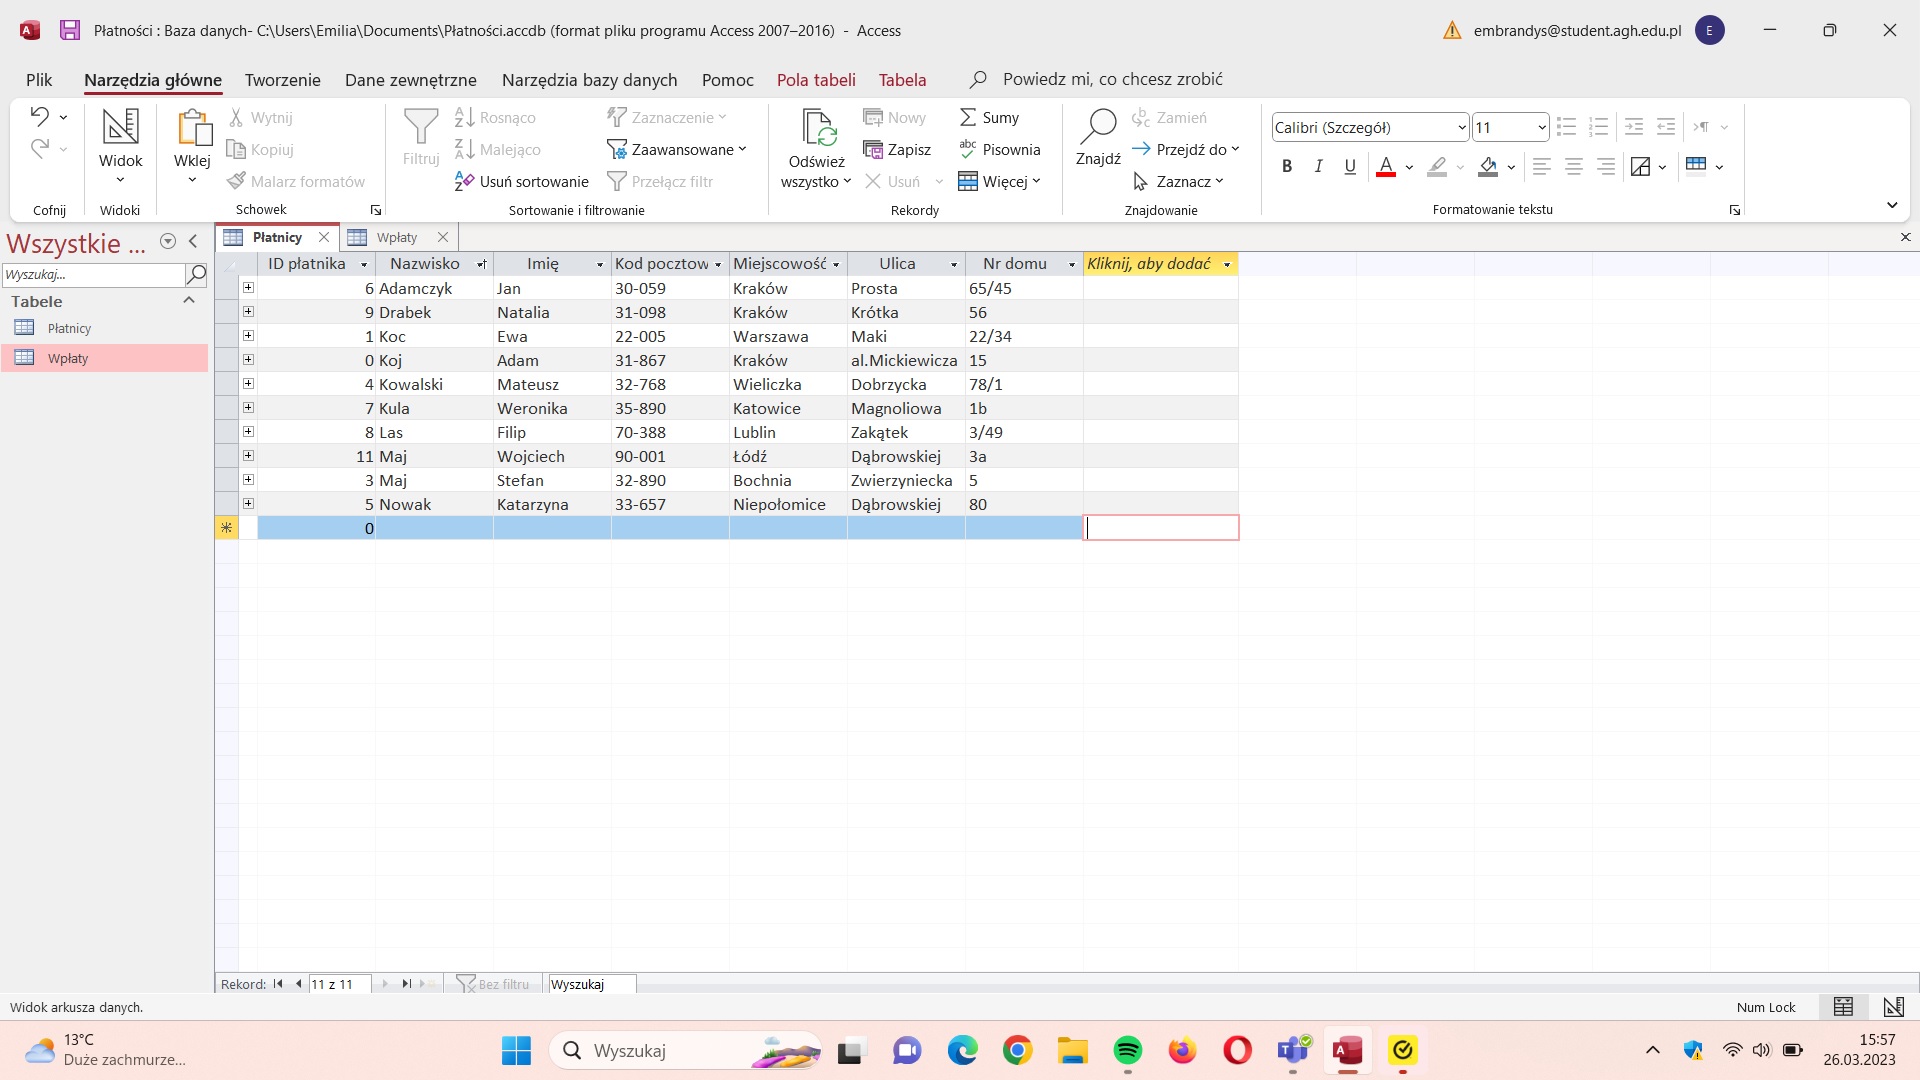 Płatności : Baza danych- C:\Users\Emilia\Documents\Płatności.accdb (format pliku programu Access 2007–2016) - Access
embrandys@student.agh.edu.pl
E
Plik
Narzędzia główne
Tworzenie
Dane zewnętrzne
Narzędzia bazy danych
Pomoc
Pola tabeli
Tabela
Powiedz mi, co chcesz zrobić
Cofnij
Widok
Widoki
Wklej
Wytnij
Kopiuj
Malarz formatów
Schowek
Filtruj
Rosnąco
Malejąco
Usuń sortowanie
Zaznaczenie
Zaawansowane
Przełącz filtr
Sortowanie i filtrowanie
Odśwież
wszystko
Nowy
Zapisz
Usuń
Sumy
Pisownia
Więcej
Rekordy
Znajdź
Zamień
Przejdź do
Zaznacz
Znajdowanie
Calibri (Szczegół)
11
B I U A
Formatowanie tekstu
Wszystkie ...
Wyszukaj...
Tabele
Płatnicy
Wpłaty
Płatnicy
Wpłaty
ID płatnika Nazwisko Imię Kod pocztow Miejscowość Ulica Nr domu Kliknij, aby dodać
6 Adamczyk Jan 30-059 Kraków Prosta 65/45
9 Drabek Natalia 31-098 Kraków Krótka 56
1 Koc Ewa 22-005 Warszawa Maki 22/34
0 Koj Adam 31-867 Kraków al.Mickiewicza 15
4 Kowalski Mateusz 32-768 Wieliczka Dobrzycka 78/1
7 Kula Weronika 35-890 Katowice Magnoliowa 1b
8 Las Filip 70-388 Lublin Zakątek 3/49
11 Maj Wojciech 90-001 Łódź Dąbrowskiej 3a
3 Maj Stefan 32-890 Bochnia Zwierzyniecka 5
5 Nowak Katarzyna 33-657 Niepołomice Dąbrowskiej 80
0
Rekord: 11 z 11 Bez filtru Wyszukaj
Widok arkusza danych.
Num Lock
13°C
Duże zachmurze...
Wyszukaj
15:57
26.03.2023